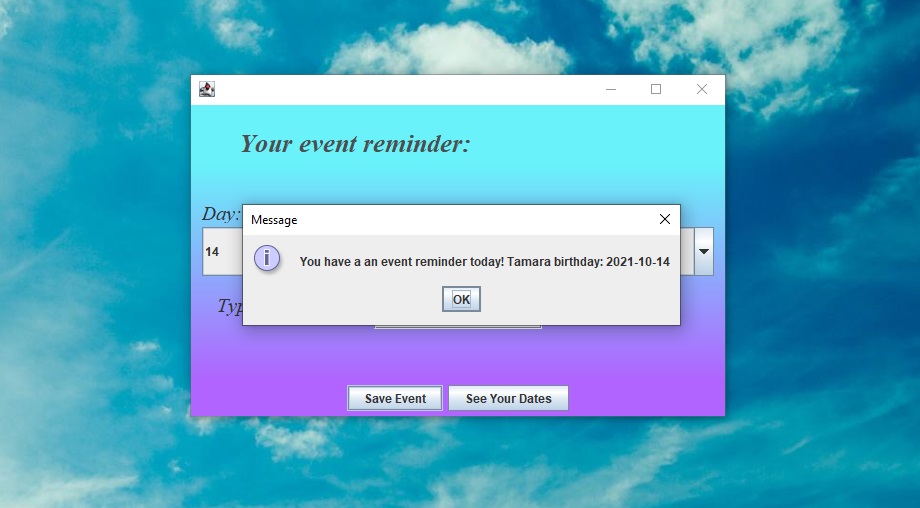 Your event reminder:
Day:
Message
14
You have a an event reminder today! Tamara birthday: 2021-10-14
OK
Save Event
See Your Dates